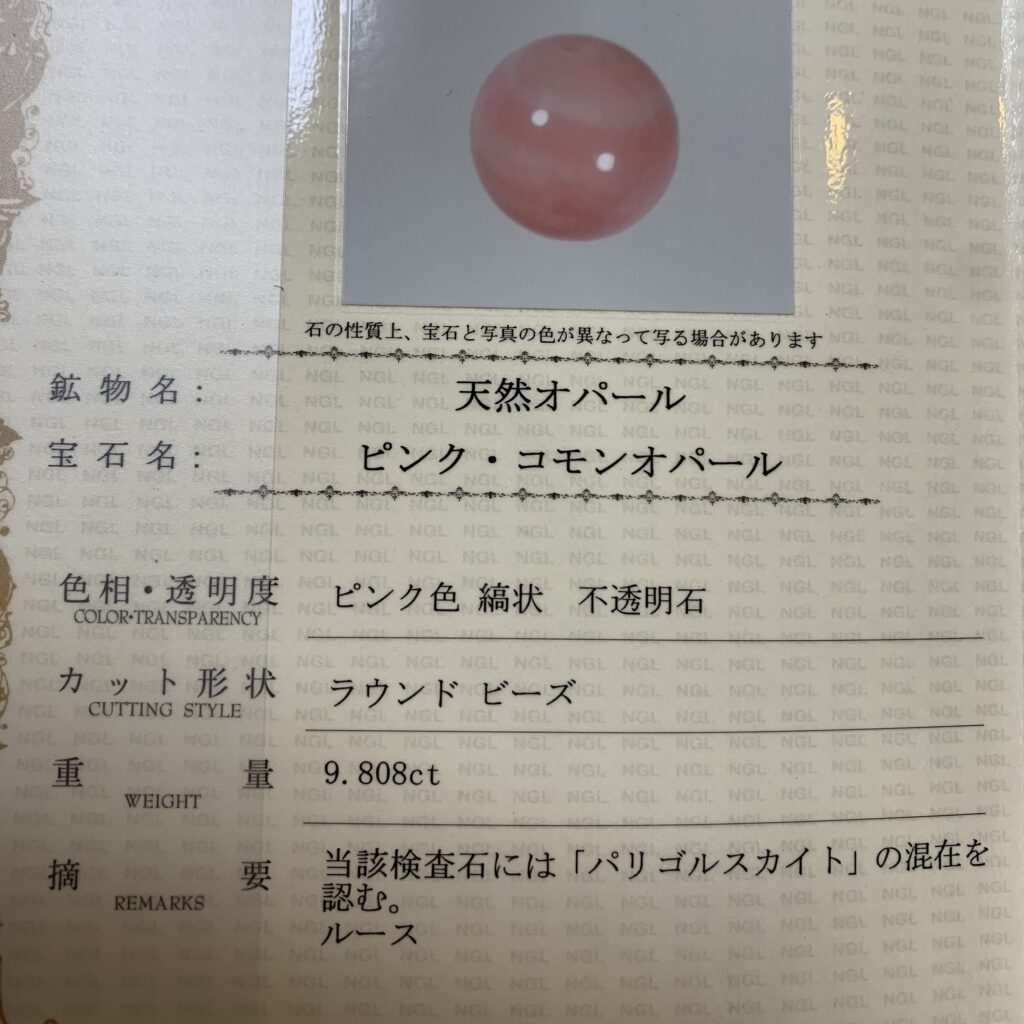 石の性質上、宝石と写真の色が異なって写る場合があります
鉱物名: 天然オパール
宝石名: ピンク・コモンオパール
色相・透明度 ピンク色 縞状　不透明石
COLOR・TRANSPARENCY
カット形状 ラウンド ビーズ
CUTTING STYLE
重量 9.808ct
WEIGHT
摘要 当該検査石には「パリゴルスカイト」の混在を
認む。
REMARKS
ルース
NGL